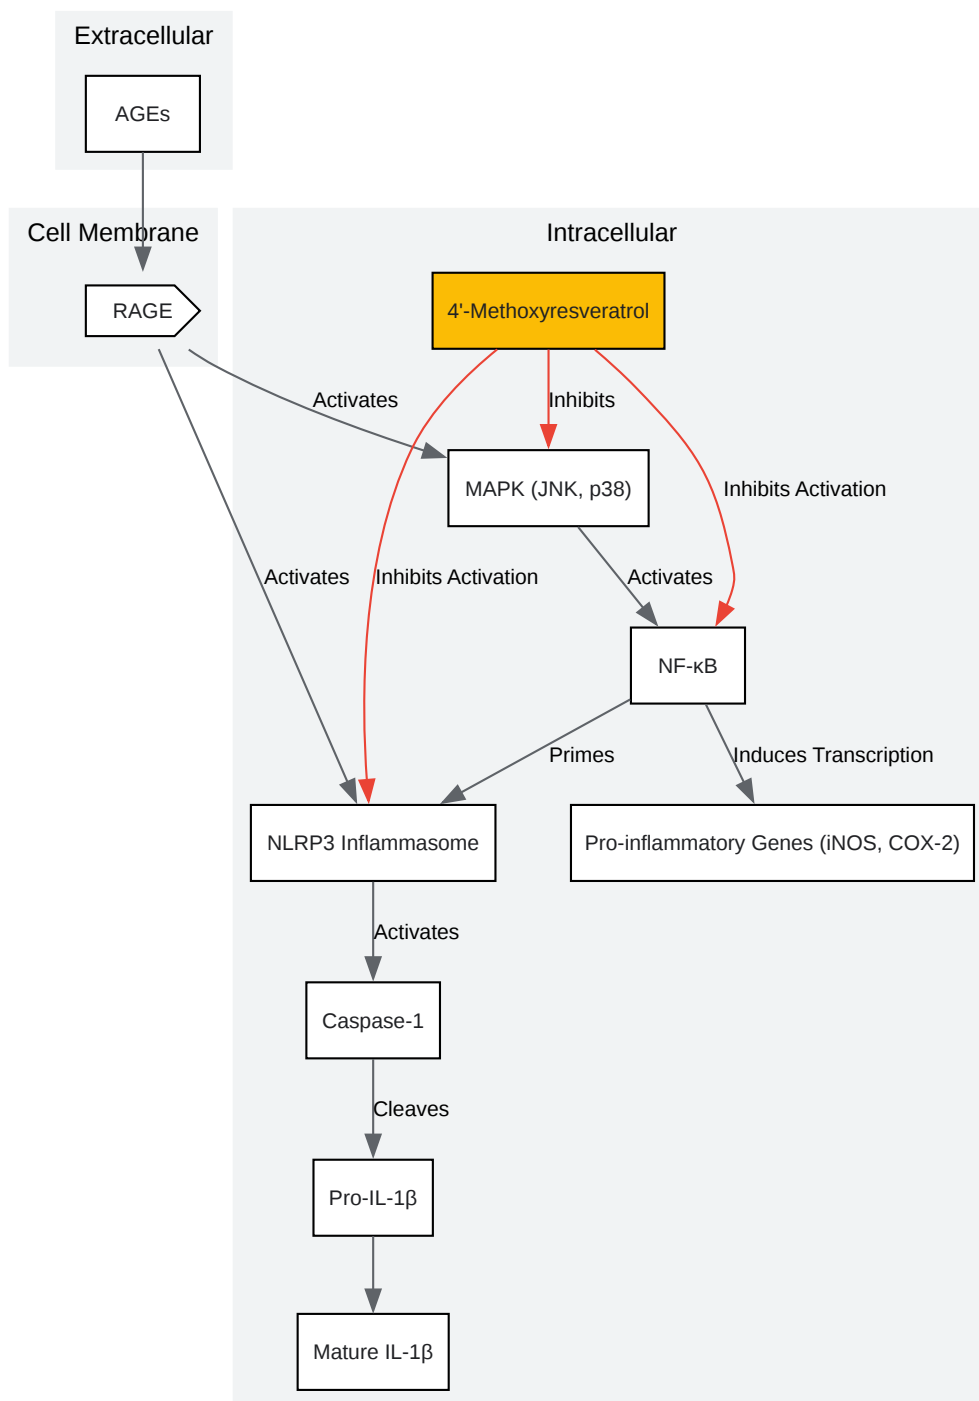 Extracellular
AGEs
Cell Membrane
Intracellular
RAGE
4'-Methoxyresveratrol
Activates
Inhibits
MAPK (JNK, p38)
Inhibits Activation
Activates
Inhibits Activation
Activates
NF-κB
Primes
Induces Transcription
NLRP3 Inflammasome
Pro-inflammatory Genes (iNOS, COX-2)
Activates
Caspase-1
Cleaves
Pro-IL-1β
Mature IL-1β